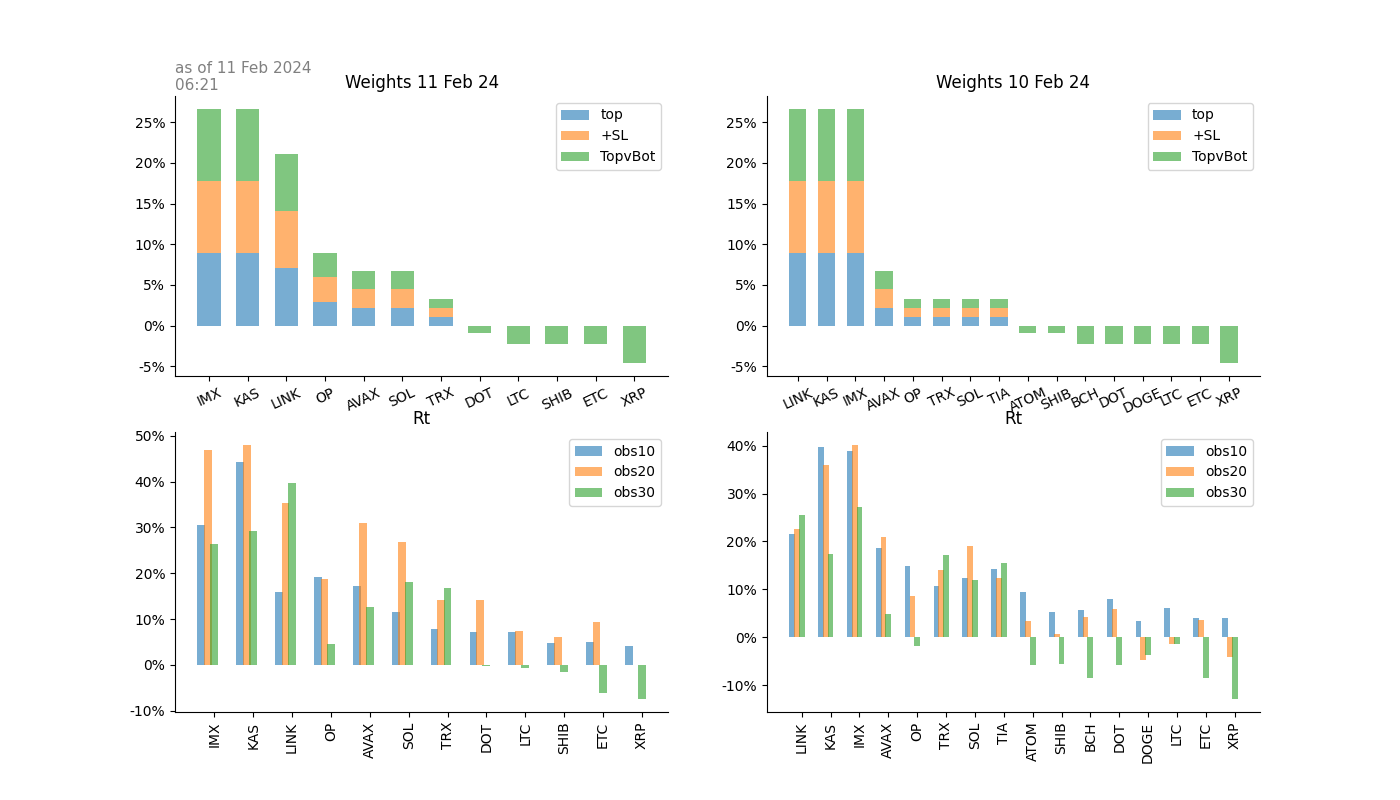 as of 11 Feb 2024
06:21
Weights 11 Feb 24
25%
20%
15%
10%
5%
0%
-5%
top
+SL
TopvBot
IMX KAS LINK OP AVAX SOL TRX DOT LTC SHIB ETC XRP
Weights 10 Feb 24
25%
20%
15%
10%
5%
0%
-5%
top
+SL
TopvBot
LINK KAS IMX AVAX OP TRX SOL TIA ATOM SHIB BCH DOT DOGE LTC ETC XRP
Rt
50%
40%
30%
20%
10%
0%
-10%
obs10
obs20
obs30
IMX KAS LINK OP AVAX SOL TRX DOT LTC SHIB ETC XRP
Rt
40%
30%
20%
10%
0%
-10%
obs10
obs20
obs30
LINK KAS IMX AVAX OP TRX SOL TIA ATOM SHIB BCH DOT DOGE LTC ETC XRP